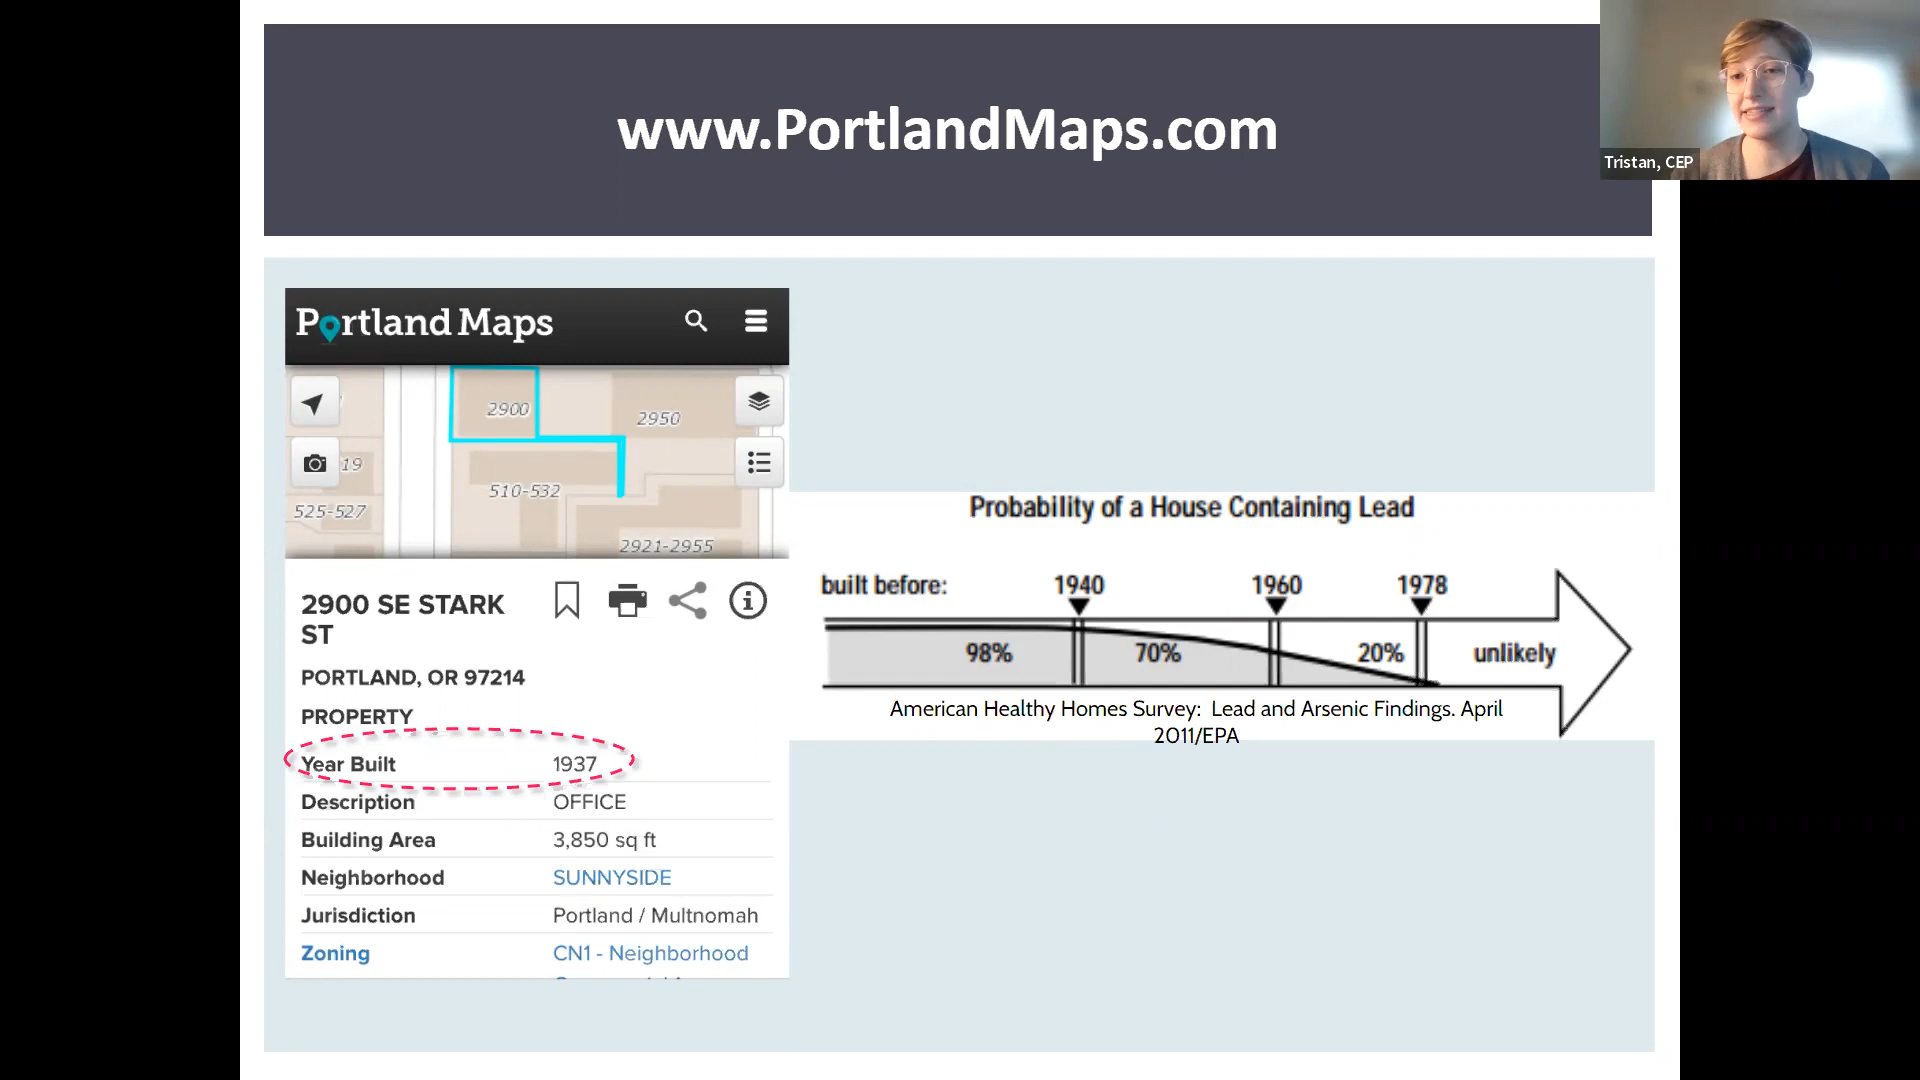 www.PortlandMaps.com
Tristan, CEP
Portland Maps
2900
2950
19
510-532
525-527
2921-2955
2900 SE STARK
ST
PORTLAND, OR 97214
PROPERTY
Year Built 1937
Description OFFICE
Building Area 3,850 sq ft
Neighborhood SUNNYSIDE
Jurisdiction Portland / Multnomah
Zoning CN1 - Neighborhood
Probability of a House Containing Lead
built before: 1940 1960 1978
98% 70% 20% unlikely
American Healthy Homes Survey: Lead and Arsenic Findings. April
2011/EPA